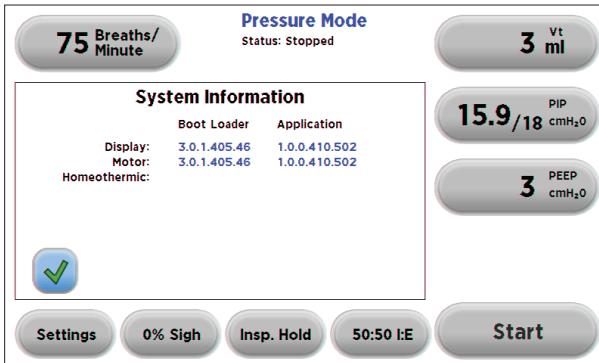 75 Breaths/
Minute
Pressure Mode
Status: Stopped
3 Vt
ml
System Information
Boot Loader Application
Display: 3.0.1.405.46 1.0.0.410.502
Motor: 3.0.1.405.46 1.0.0.410.502
Homeothermic:
15.9/18 PIP
cmH₂0
3 PEEP
cmH₂0
Settings 0% Sigh Insp. Hold 50:50 I:E Start